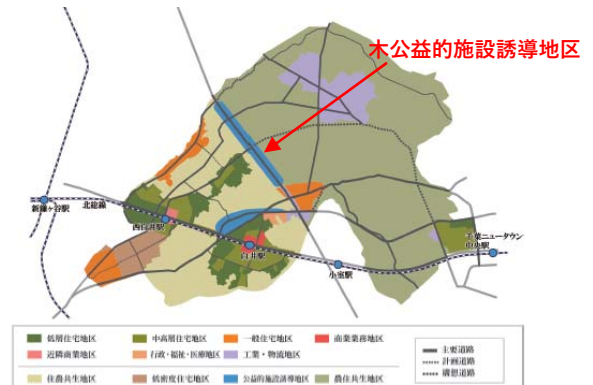 木公益的施設誘導地区
新鎌ヶ谷駅
北総線
西白井駅
白井駅
小室駅
千葉ニュータウン
中央駅
低層住宅地区
中高層住宅地区
一般住宅地区
商業業務地区
近隣商業地区
行政・福祉・医療地区
工業・物流地区
住農共生地区
低密度住宅地区
公益的施設誘導地区
農住共生地区
主要道路
計画道路
構想道路